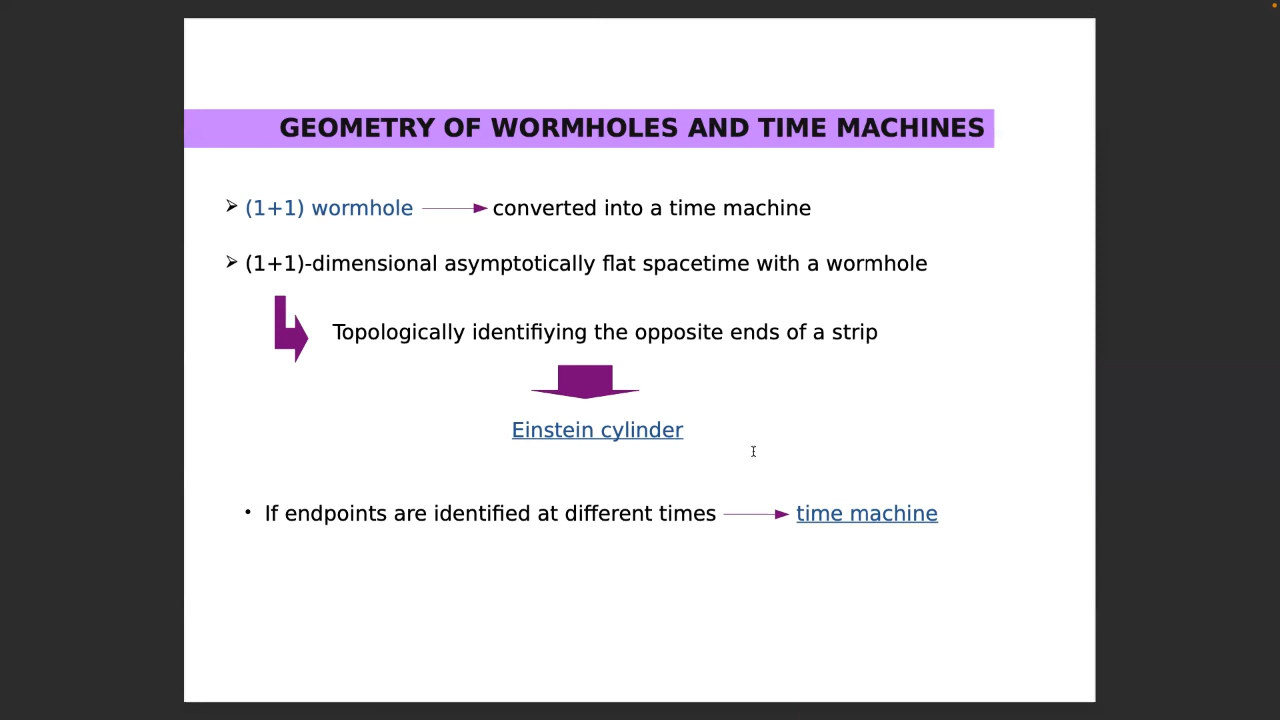 GEOMETRY OF WORMHOLES AND TIME MACHINES
(1+1) wormhole converted into a time machine
(1+1)-dimensional asymptotically flat spacetime with a wormhole
Topologically identifiying the opposite ends of a strip
Einstein cylinder
If endpoints are identified at different times time machine